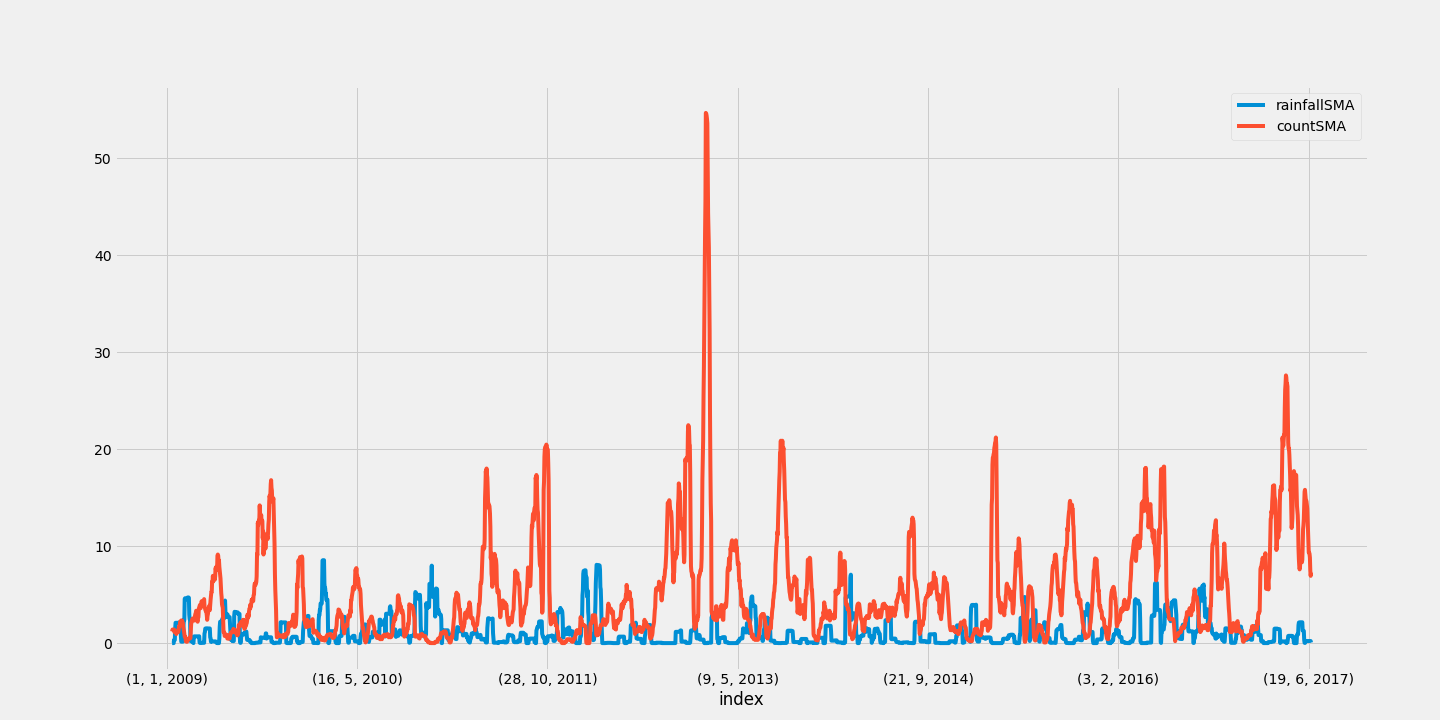 rainfallSMA
countSMA
50
40
30
20
10
0
(1, 1, 2009) (16, 5, 2010) (28, 10, 2011) (9, 5, 2013) (21, 9, 2014) (3, 2, 2016) (19, 6, 2017)
index